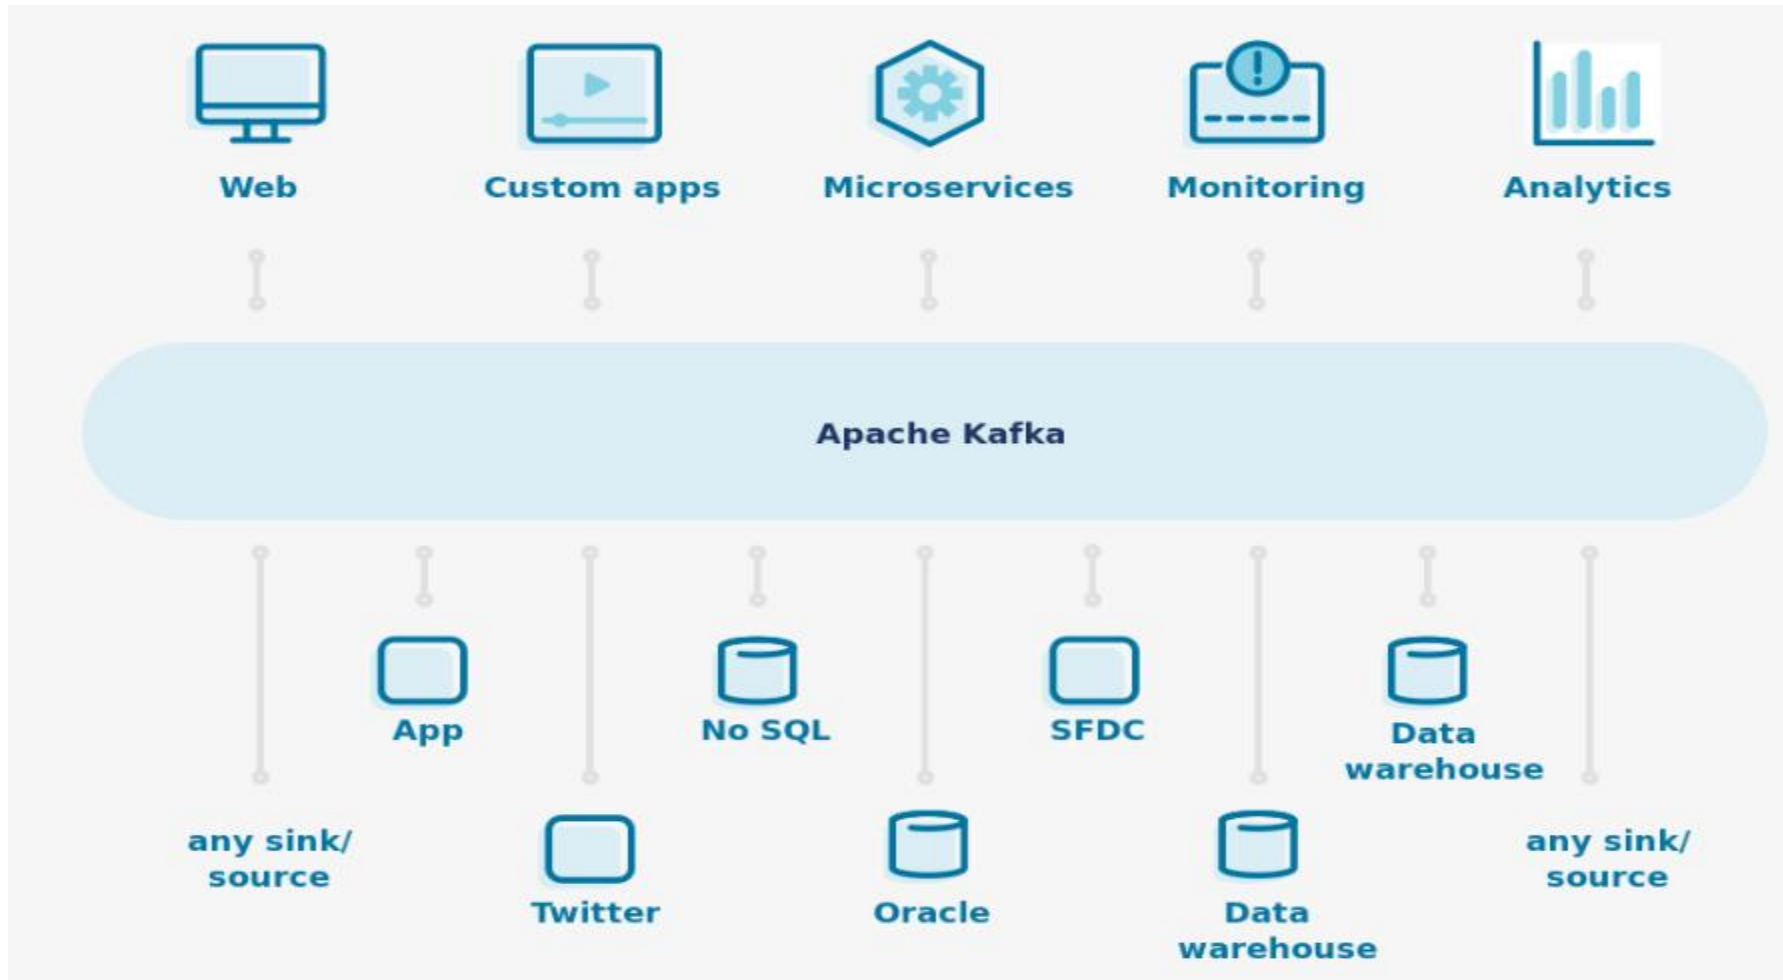 Web
Custom apps
Microservices
Monitoring
Analytics
Apache Kafka
App
No SQL
SFDC
Data
warehouse
any sink/
source
Twitter
Oracle
Data
warehouse
any sink/
source